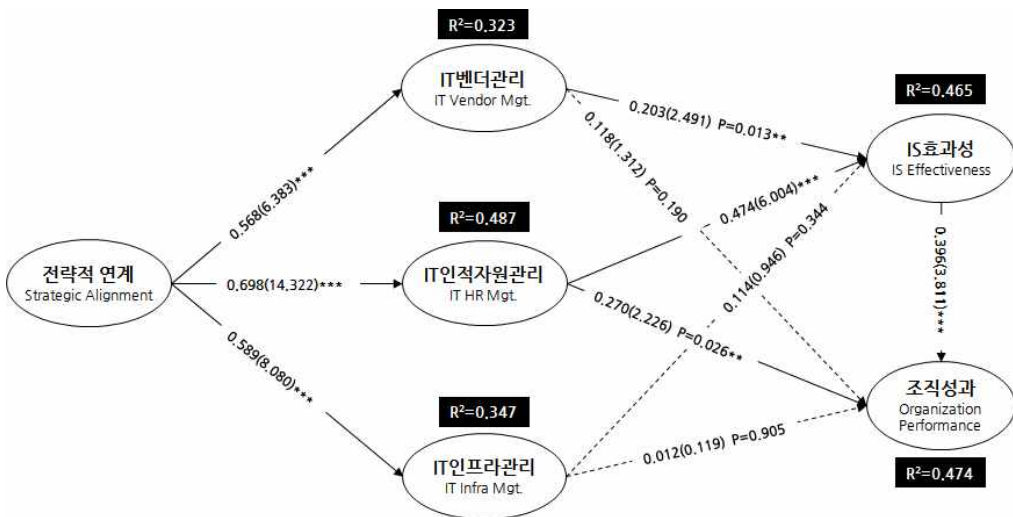 R²=0.323
IT벤더관리
IT Vendor Mgt.
R²=0.465
IS효과성
IS Effectiveness
0.203(2.491) P=0.013**
0.118(1.312) P=0.190
0.568(6.383)***
R²=0.487
0.474(6.004)***
전략적 연계
Strategic Alignment
0.698(14.322)***
IT인적자원관리
IT HR Mgt.
0.114(0.946) P=0.344
0.396(3.811)***
0.270(2.226) P=0.026**
0.589(8.080)***
R²=0.347
조직성과
Organization
Performance
IT인프라관리
IT Infra Mgt.
0.012(0.119) P=0.905
R²=0.474